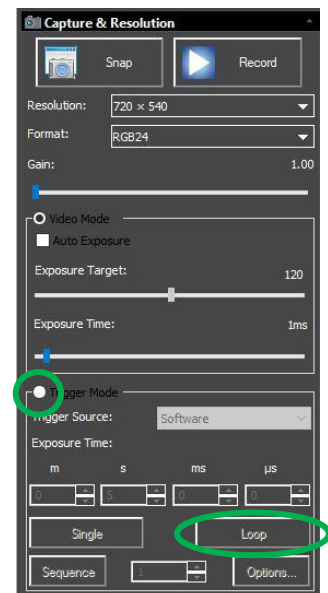 Capture & Resolution
Snap Record
Resolution: 720 × 540
Format: RGB24
Gain: 1.00
Video Mode
Auto Exposure
Exposure Target: 120
Exposure Time: 1ms
Trigger Mode
Trigger Source: Software
Exposure Time:
m s ms µs
0 5 0 0
Single Loop
Sequence 1 Options...